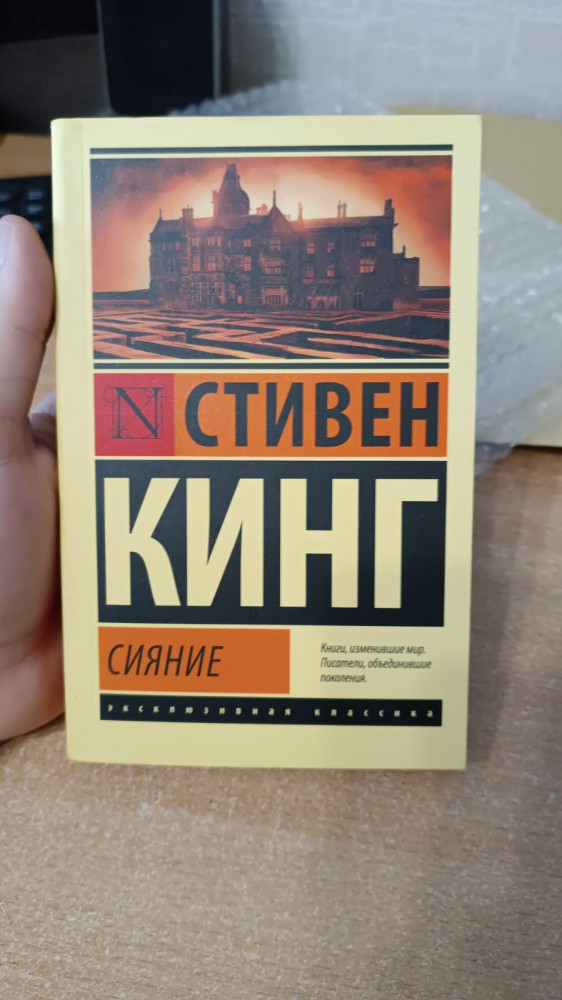 N СТИВЕН
КИНГ
СИЯНИЕ
Книги, изменившие мир.
Писатели, объединившие
поколения.
эксклюзивная классика